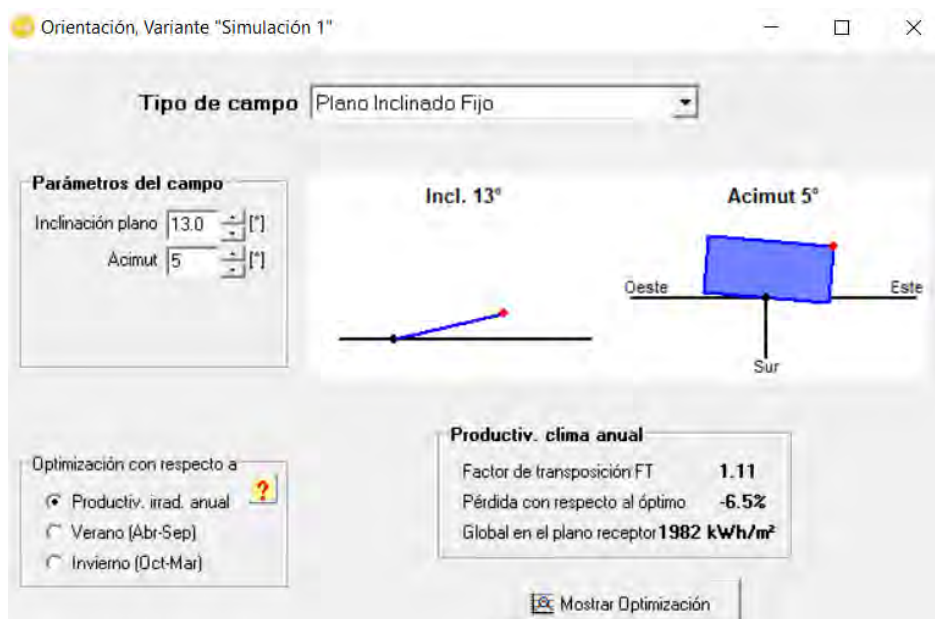 Orientación, Variante "Simulación 1"
Tipo de campo Plano Inclinado Fijo
Parámetros del campo
Inclinación plano 13.0 [°]
Acimut 5 [°]
Incl. 13°
Acimut 5°
Oeste Este
Sur
Optimización con respecto a
Productiv. irrad. anual ?
Verano (Abr-Sep)
Invierno (Oct-Mar)
Productiv. clima anual
Factor de transposición FT 1.11
Pérdida con respecto al óptimo -6.5%
Global en el plano receptor 1982 kWh/m²
Mostrar Optimización